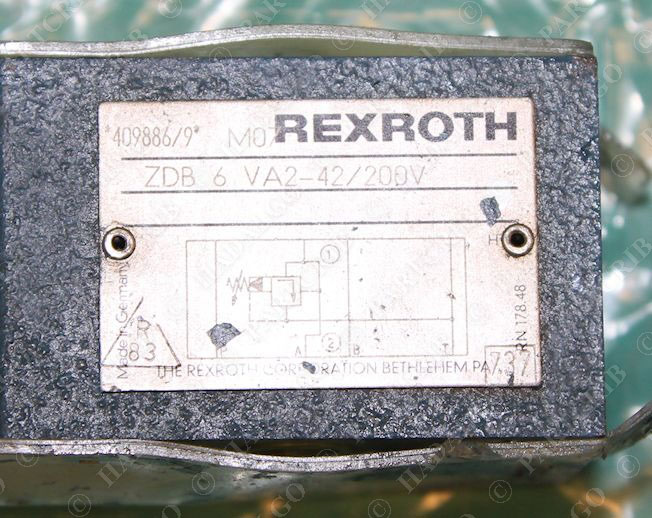 *409886/9* M07 REXROTH
ZDB 6 VA2-42/200V
H
1
2
P A B T
Made in Germany
R
83
RN 178.48
737
THE REXROTH CORPORATION BETHLEHEM PA